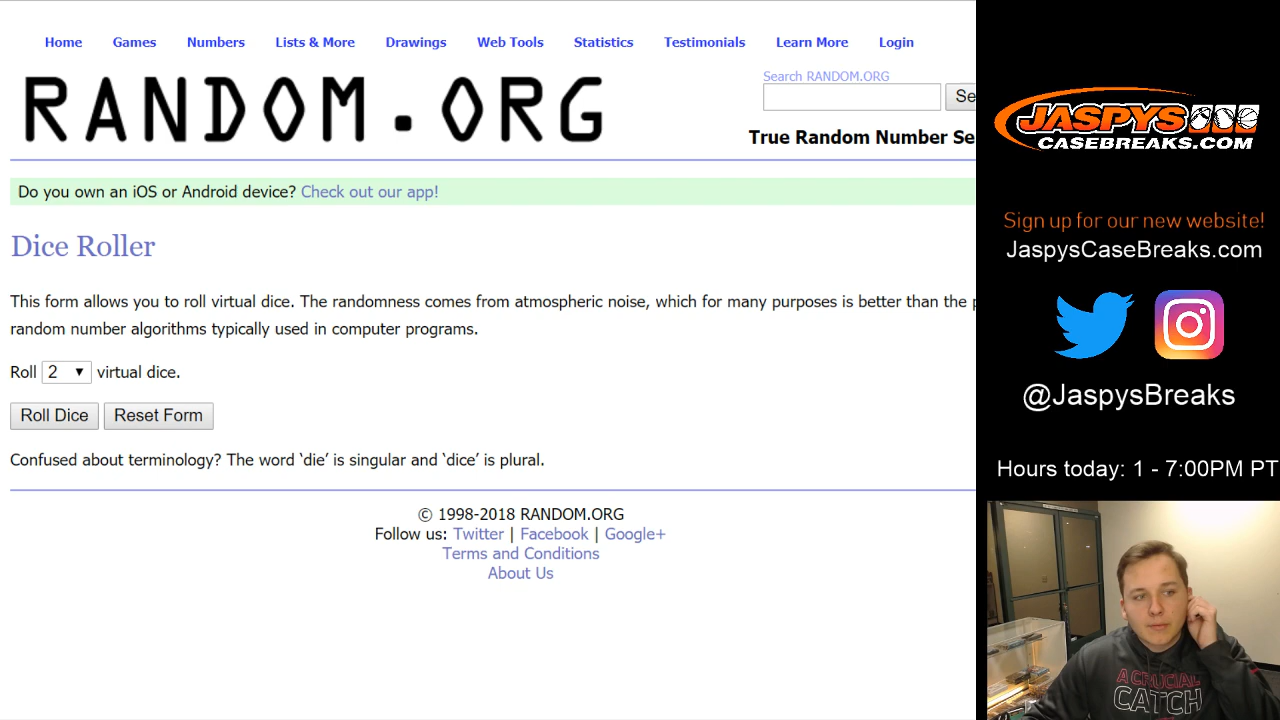 Home Games Numbers Lists & More Drawings Web Tools Statistics Testimonials Learn More Login
RANDOM.ORG
Search RANDOM.ORG
Se
True Random Number Se
Do you own an iOS or Android device? Check out our app!
Dice Roller
This form allows you to roll virtual dice. The randomness comes from atmospheric noise, which for many purposes is better than the p
random number algorithms typically used in computer programs.
Roll 2 virtual dice.
Roll Dice Reset Form
Confused about terminology? The word ‘die’ is singular and ‘dice’ is plural.
© 1998-2018 RANDOM.ORG
Follow us: Twitter | Facebook | Google+
Terms and Conditions
About Us
JASPYS
CASEBREAKS.COM
Sign up for our new website!
JaspysCaseBreaks.com
@JaspysBreaks
Hours today: 1 - 7:00PM PT
A CRUCIAL
CATCH